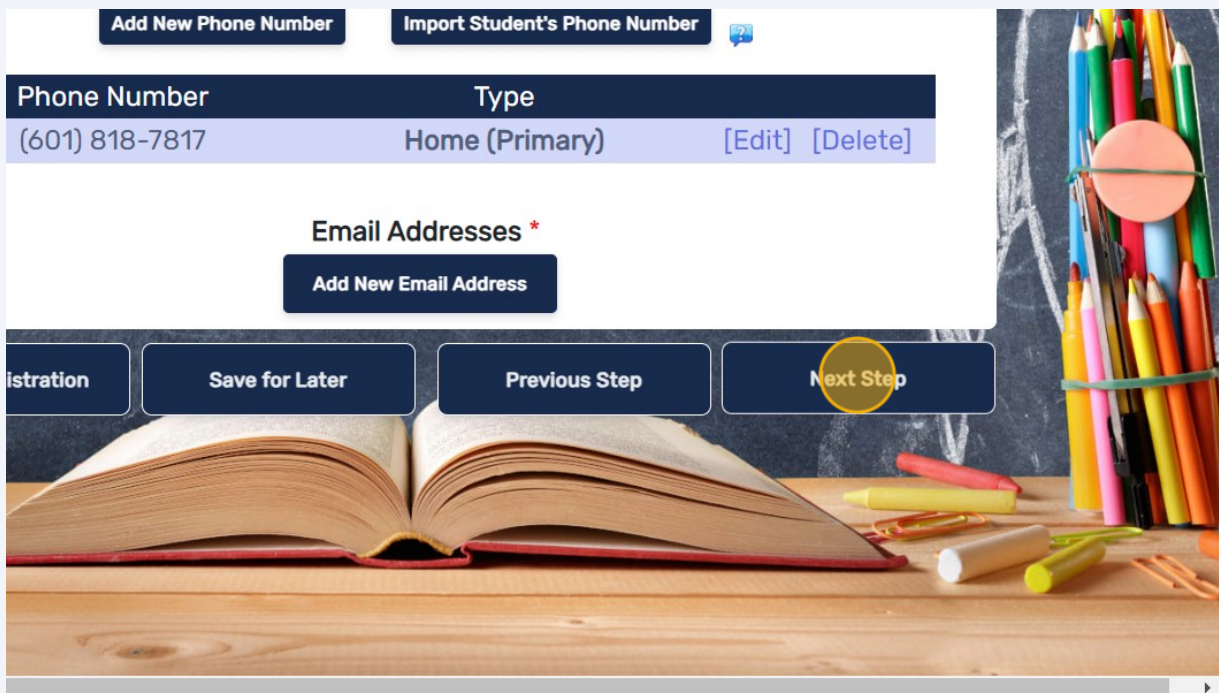 Add New Phone Number Import Student's Phone Number ?
Phone Number Type
(601) 818-7817 Home (Primary) [Edit] [Delete]
Email Addresses *
Add New Email Address
istration Save for Later Previous Step Next Step